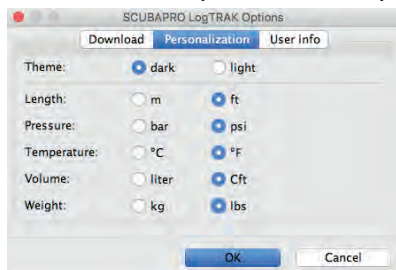 SCUBAPRO LogTRAK Options
Download Personalization User info
Theme: dark light
Length: m ft
Pressure: bar psi
Temperature: °C °F
Volume: liter Cft
Weight: kg lbs
OK Cancel